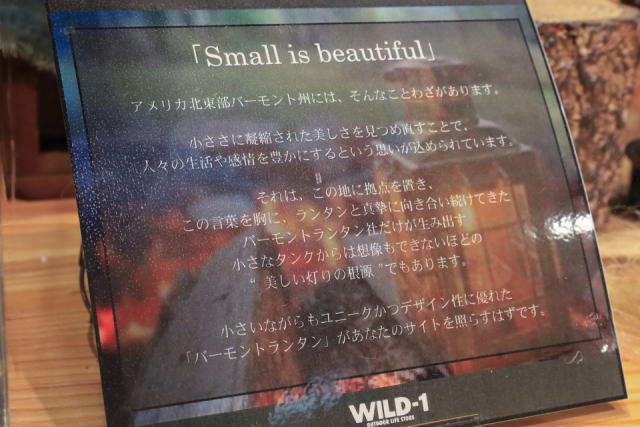 「Small is beautiful」
アメリカ北東部バーモント州には、そんなことわざがあります。
小ささに凝縮された美しさを見つめ直すことで、
人々の生活や感情を豊かにするという思いが込められています。
それは、この地に拠点を置き、
この言葉を胸に、ランタンと真摯に向き合い続けてきた
バーモントランタン社だけが生み出す
小さなタンクからは想像もできないほどの
“ 美しい灯りの根源 ”でもあります。
小さいながらもユニークかつデザイン性に優れた
「バーモントランタン」があなたのサイトを照らすはずです。
WILD-1
OUTDOOR LIFE STORE